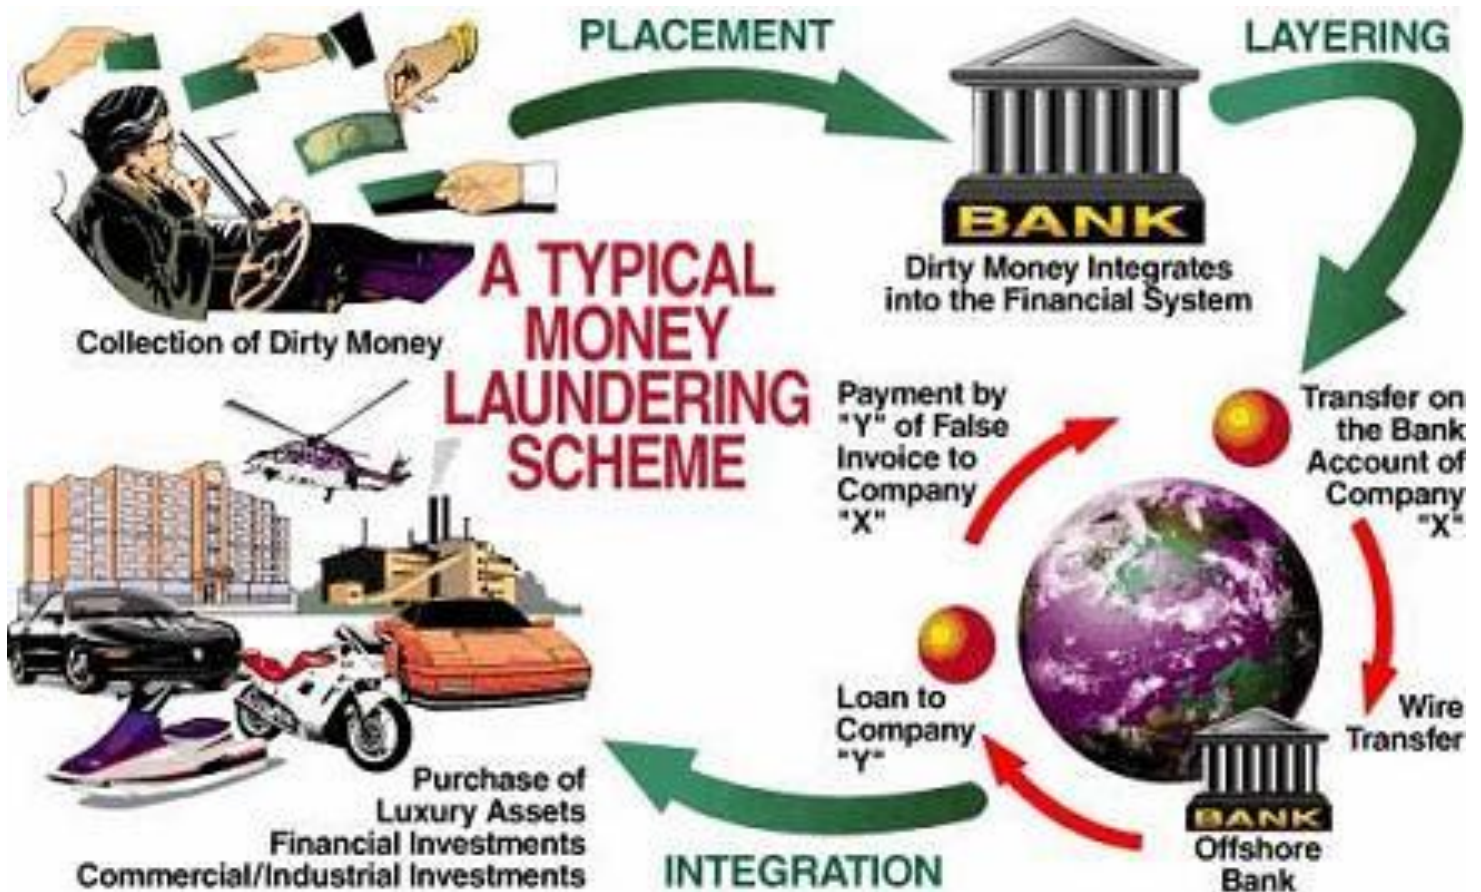 PLACEMENT
LAYERING
BANK
Dirty Money Integrates
into the Financial System
Collection of Dirty Money
A TYPICAL
MONEY
LAUNDERING
SCHEME
Payment by
"Y" of False
Invoice to
Company
"X"
Transfer on
the Bank
Account of
Company
"X"
Wire
Transfer
Loan to
Company
"Y"
BANK
Offshore
Bank
Purchase of
Luxury Assets
Financial Investments
Commercial/Industrial Investments
INTEGRATION